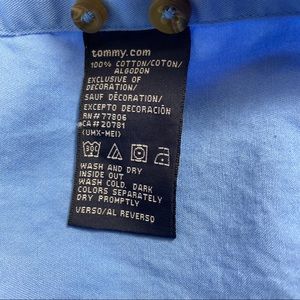 tommy.com
100% COTTON/COTON/
ALGODON
EXCLUSIVE OF
DECORATION/
SAUF DÉCORATION/
EXCEPTO DECORACIÓN
RN#77806
CA#20781
(UMX-MEI)
30C
WASH AND DRY
INSIDE OUT
WASH COLD. DARK
COLORS SEPARATELY
DRY PROMPTLY
VERSO/AL REVERSO